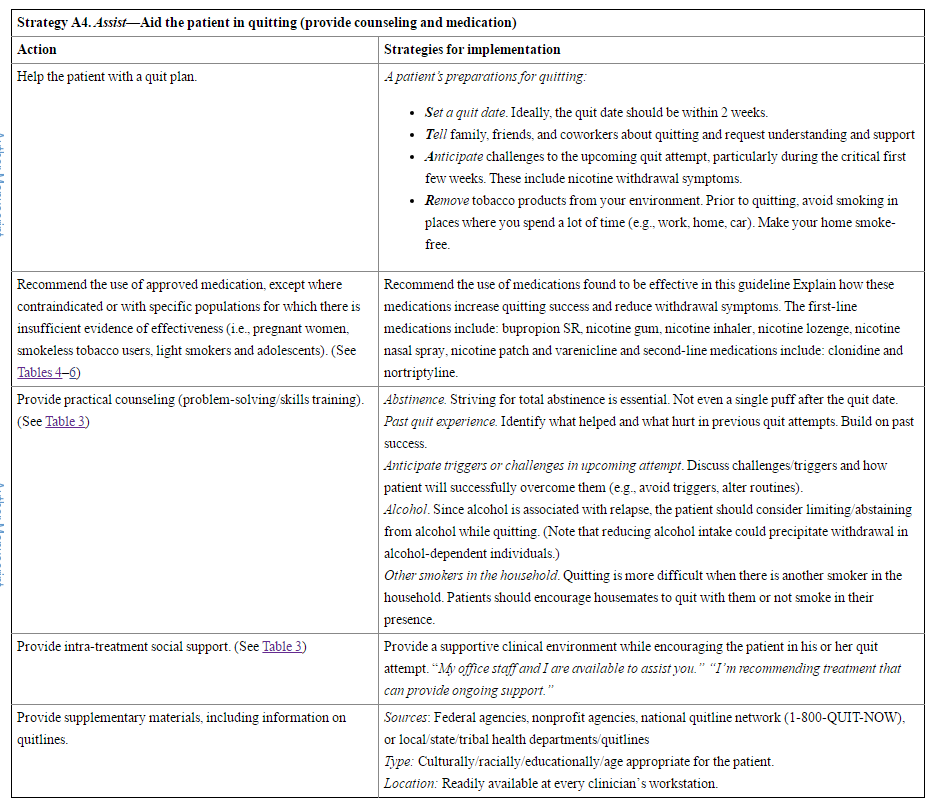 Strategy A4. Assist—Aid the patient in quitting (provide counseling and medication)
Action
Strategies for implementation
Help the patient with a quit plan.
A patient's preparations for quitting:
• Set a quit date. Ideally, the quit date should be within 2 weeks.
• Tell family, friends, and coworkers about quitting and request understanding and support
• Anticipate challenges to the upcoming quit attempt, particularly during the critical first
few weeks. These include nicotine withdrawal symptoms.
• Remove tobacco products from your environment. Prior to quitting, avoid smoking in
places where you spend a lot of time (e.g., work, home, car). Make your home smoke-
free.
Recommend the use of approved medication, except where
contraindicated or with specific populations for which there is
insufficient evidence of effectiveness (i.e., pregnant women,
smokeless tobacco users, light smokers and adolescents). (See
Tables 4–6)
Recommend the use of medications found to be effective in this guideline Explain how these
medications increase quitting success and reduce withdrawal symptoms. The first-line
medications include: bupropion SR, nicotine gum, nicotine inhaler, nicotine lozenge, nicotine
nasal spray, nicotine patch and varenicline and second-line medications include: clonidine and
nortriptyline.
Provide practical counseling (problem-solving/skills training).
(See Table 3)
Abstinence. Striving for total abstinence is essential. Not even a single puff after the quit date.
Past quit experience. Identify what helped and what hurt in previous quit attempts. Build on past
success.
Anticipate triggers or challenges in upcoming attempt. Discuss challenges/triggers and how
patient will successfully overcome them (e.g., avoid triggers, alter routines).
Alcohol. Since alcohol is associated with relapse, the patient should consider limiting/abstaining
from alcohol while quitting. (Note that reducing alcohol intake could precipitate withdrawal in
alcohol-dependent individuals.)
Other smokers in the household. Quitting is more difficult when there is another smoker in the
household. Patients should encourage housemates to quit with them or not smoke in their
presence.
Provide intra-treatment social support. (See Table 3)
Provide a supportive clinical environment while encouraging the patient in his or her quit
attempt. “My office staff and I are available to assist you.” “I’m recommending treatment that
can provide ongoing support.”
Provide supplementary materials, including information on
quitlines.
Sources: Federal agencies, nonprofit agencies, national quitline network (1-800-QUIT-NOW),
or local/state/tribal health departments/quitlines
Type: Culturally/racially/educationally/age appropriate for the patient.
Location: Readily available at every clinician`s workstation.